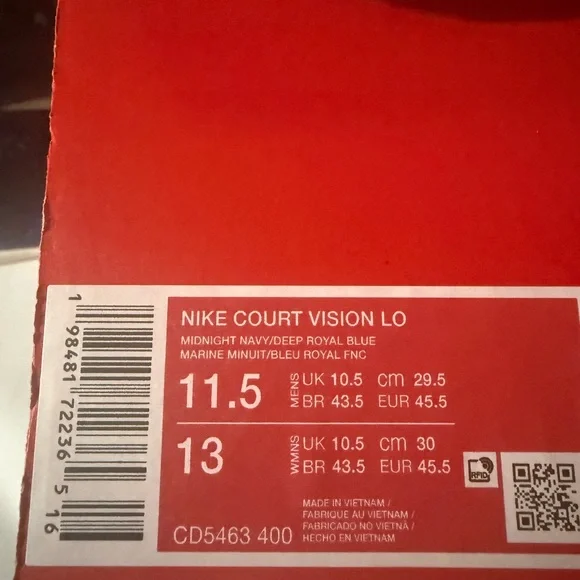 NIKE COURT VISION LO
MIDNIGHT NAVY/DEEP ROYAL BLUE
MARINE MINUIT/BLEU ROYAL FNC
11.5 MENS UK 10.5 cm 29.5
BR 43.5 EUR 45.5
13 WMNS UK 10.5 cm 30
BR 43.5 EUR 45.5
RFID
MADE IN VIETNAM /
FABRIQUE AU VIETNAM /
FABRICADO NO VIETNÃ /
HECHO EN VIETNAM
CD5463 400
1 98481 72236 5 16